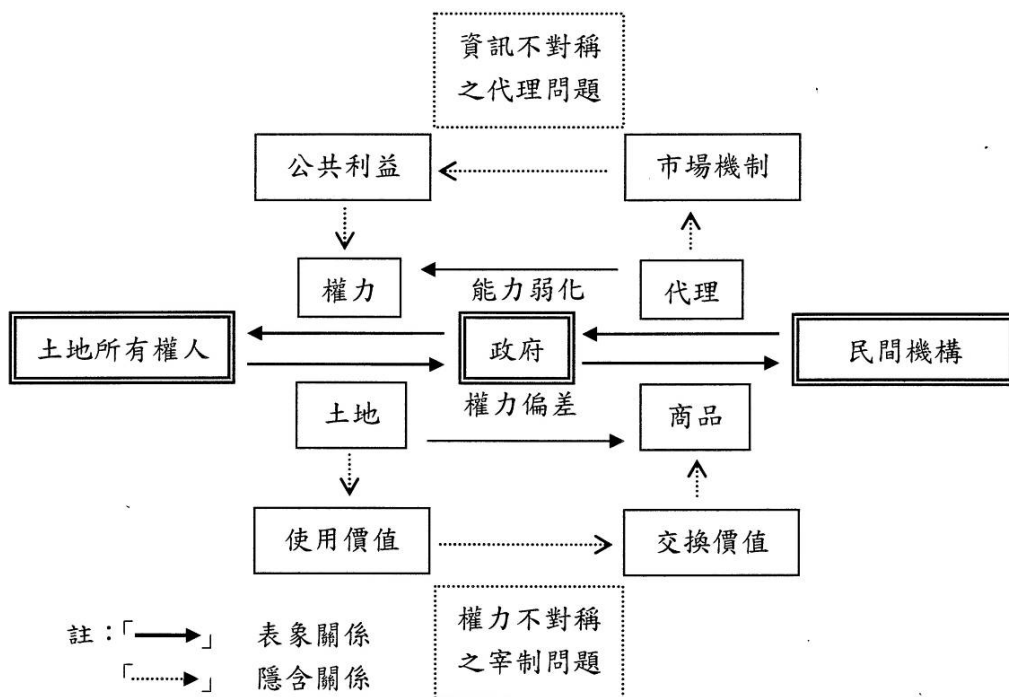 資訊不對稱
之代理問題
公共利益
市場機制
權力
能力弱化
代理
土地所有權人
政府
民間機構
土地
權力偏差
商品
使用價值
交換價值
權力不對稱
之宰制問題
註：「→」 表象關係
「→」 隱含關係